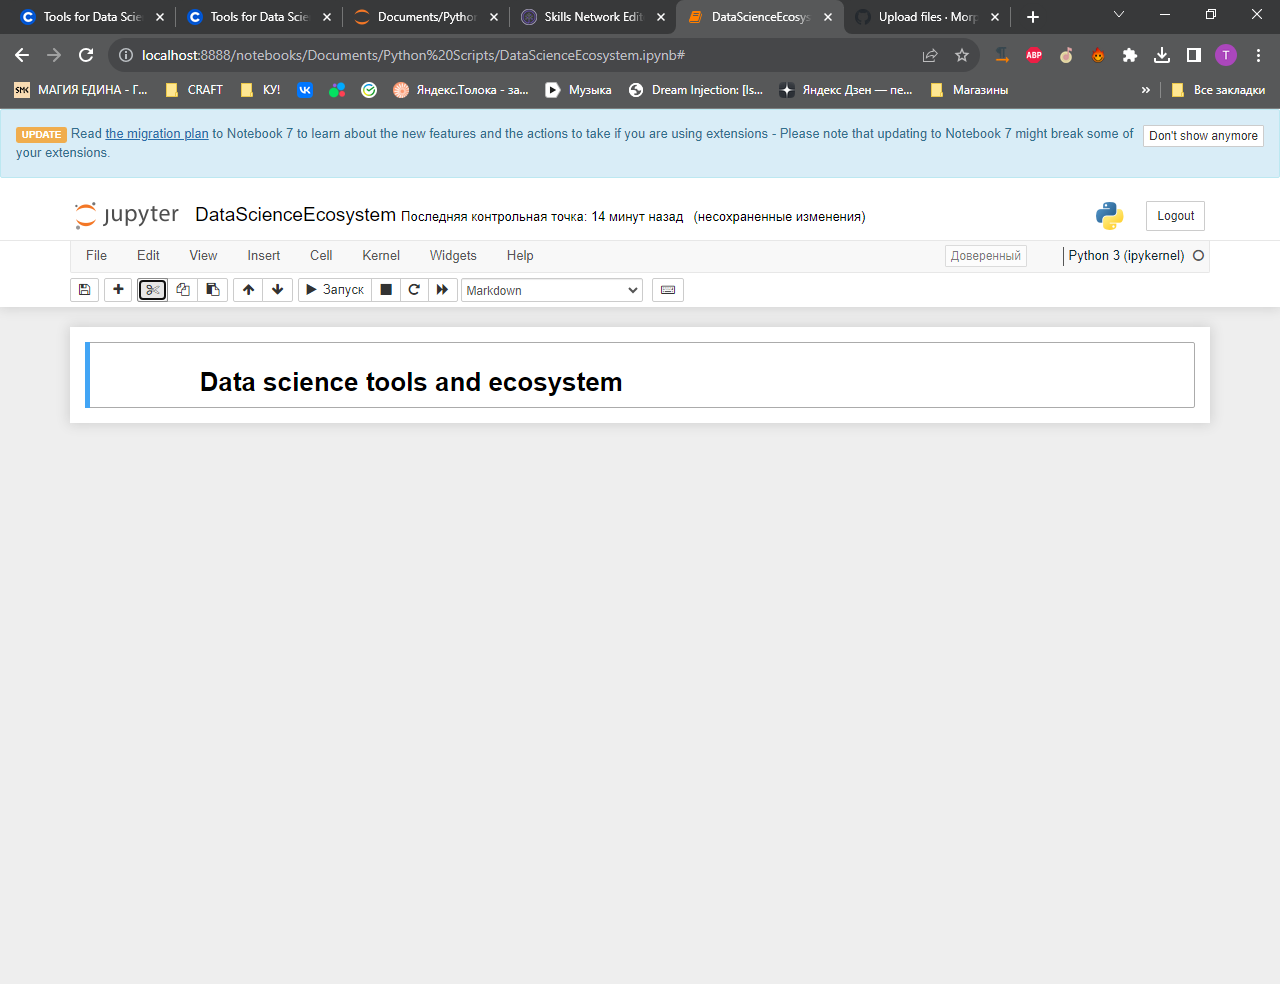 Tools for Data Scie
Tools for Data Scie
Documents/Python
Skills Network Edit
DataScienceEcosys
Upload files · Morp
localhost:8888/notebooks/Documents/Python%20Scripts/DataScienceEcosystem.ipynb#
ABP
T
SMC
МАГИЯ ЕДИНА - Г...
CRAFT
КУ!
Яндекс.Толока - за...
Музыка
Dream Injection: [Is...
Яндекс Дзен — пе...
Магазины
»
Все закладки
UPDATE Read the migration plan to Notebook 7 to learn about the new features and the actions to take if you are using extensions - Please note that updating to Notebook 7 might break some of
your extensions.
Don't show anymore
jupyter DataScienceEcosystem Последняя контрольная точка: 14 минут назад (несохраненные изменения)
Logout
File Edit View Insert Cell Kernel Widgets Help
Доверенный
Python 3 (ipykernel)
Запуск
Markdown
Data science tools and ecosystem